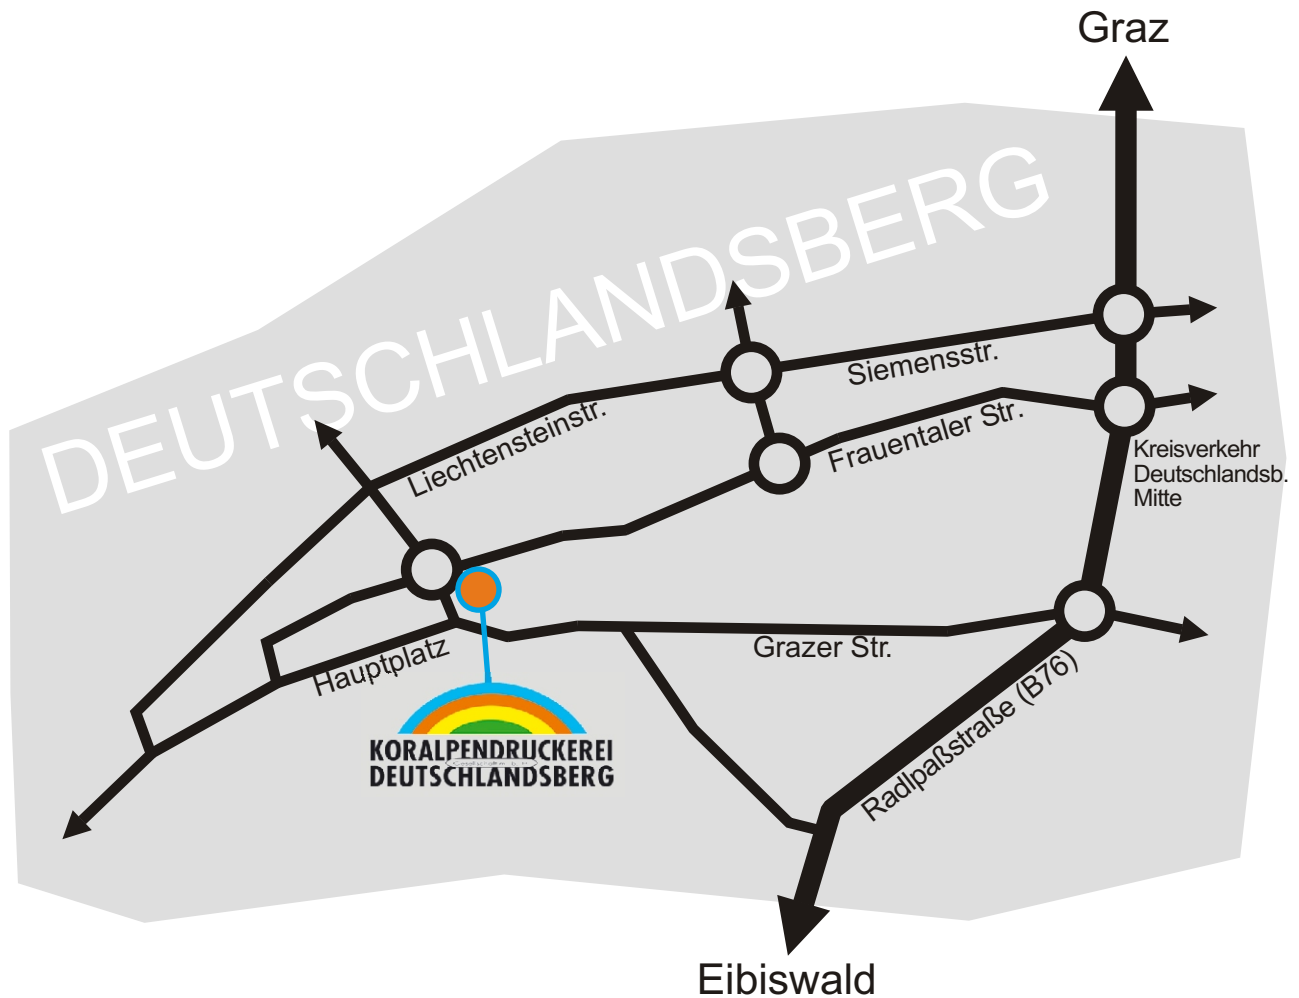 Graz
DEUTSCHLANDSBERG
Siemensstr.
Liechtensteinstr.
Frauentaler Str.
Kreisverkehr
Deutschlandsb.
Mitte
Grazer Str.
Hauptplatz
Radlpaßstraße (B76)
KORALPENDRUCKEREI
DEUTSCHLANDSBERG
Eibiswald